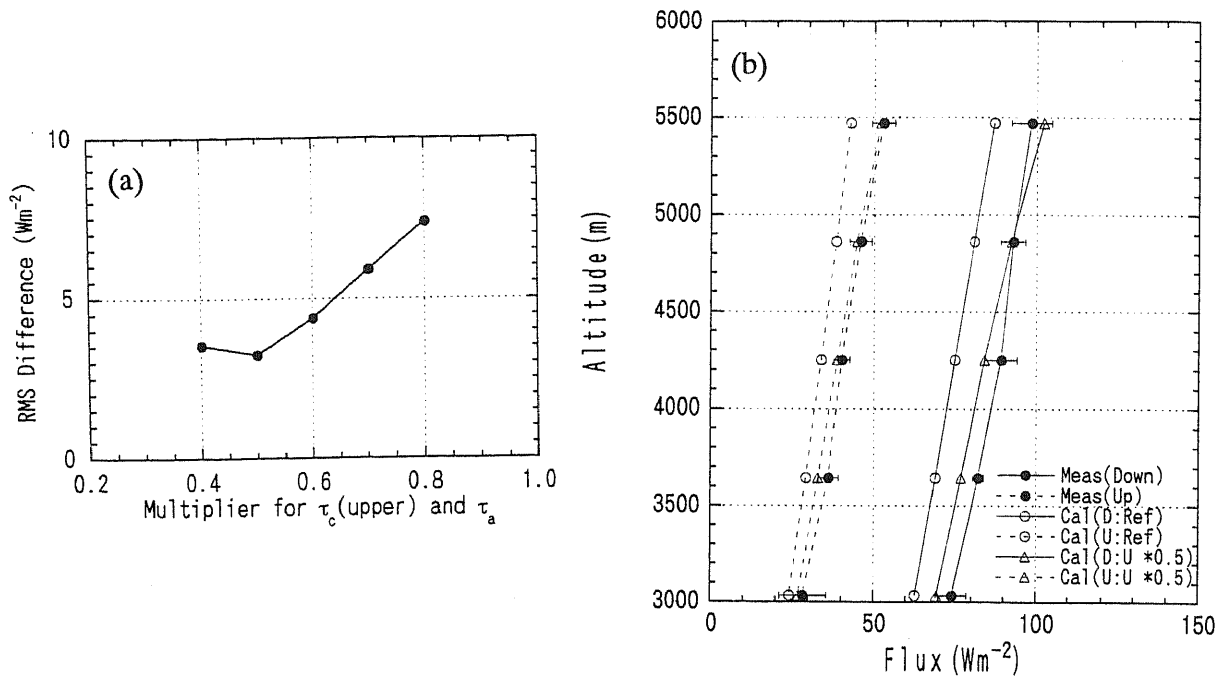 (a)
10
5
0
RMS Difference (Wm-2)
0.2 0.4 0.6 0.8 1.0
Multiplier for τc(upper) and τa
(b)
6000
5500
5000
4500
4000
3500
3000
Altitude (m)
Meas(Down)
Meas(Up)
Cal(D:Ref)
Cal(U:Ref)
Cal(D:U *0.5)
Cal(U:U *0.5)
0 50 100 150
Flux (Wm-2)